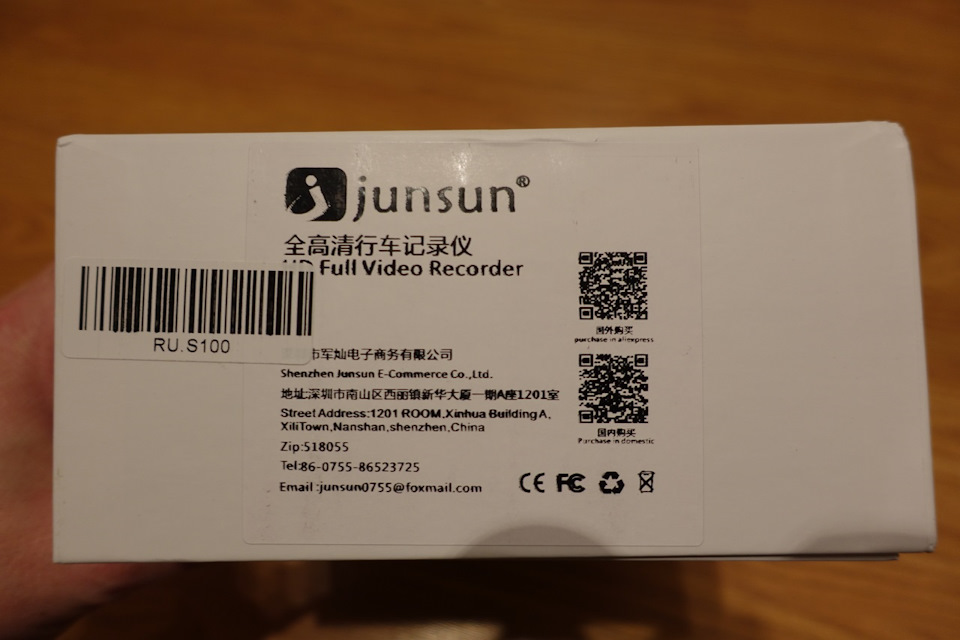 junsun®
全高清行车记录仪
Full Video Recorder
RU.S100
国外购买
purchase in aliexpress
市军灿电子商务有限公司
Shenzhen Junsun E-Commerce Co.,Ltd.
地址:深圳市南山区西丽镇新华大厦一期A座1201室
Street Address:1201 ROOM,Xinhua Building A,
XiliTown,Nanshan,shenzhen,China
国内购买
Purchase in domestic
Zip:518055
Tel:86-0755-86523725
Email:junsun0755@foxmail.com
CE FC